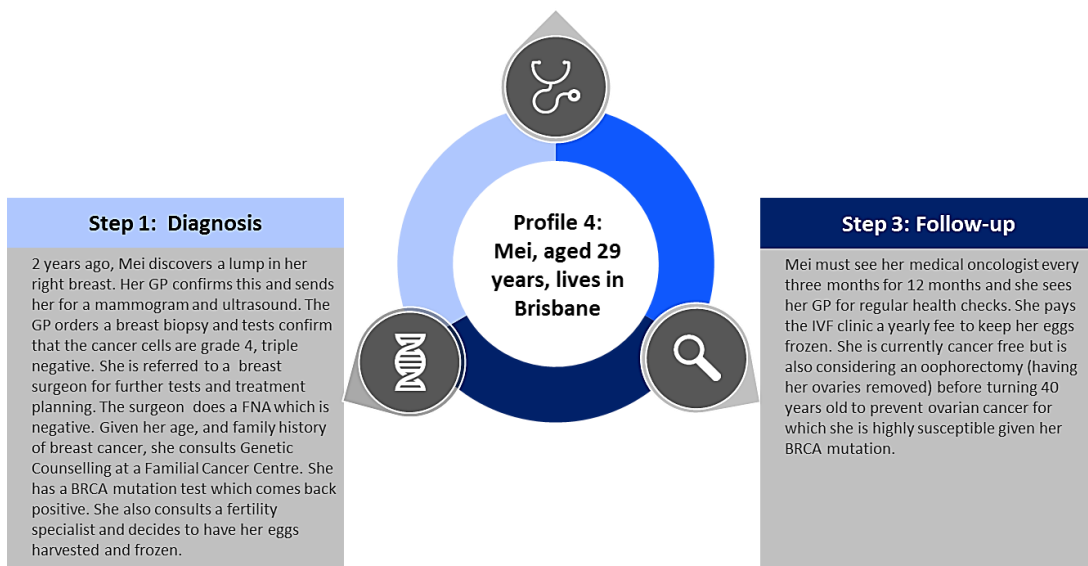 Profile 4:
Mei, aged 29
years, lives in
Brisbane
Step 1:  Diagnosis
2 years ago, Mei discovers a lump in her
right breast. Her GP confirms this and sends
her for a mammogram and ultrasound. The
GP orders a breast biopsy and tests confirm
that the cancer cells are grade 4, triple
negative. She is referred to a  breast
surgeon for further tests and treatment
planning. The surgeon  does a FNA which is
negative. Given her age, and family history
of breast cancer, she consults Genetic
Counselling at a Familial Cancer Centre. She
has a BRCA mutation test which comes back
positive. She also consults a fertility
specialist and decides to have her eggs
harvested and frozen.
Step 3: Follow-up
Mei must see her medical oncologist every
three months for 12 months and she sees
her GP for regular health checks. She pays
the IVF clinic a yearly fee to keep her eggs
frozen. She is currently cancer free but is
also considering an oophorectomy (having
her ovaries removed) before turning 40
years old to prevent ovarian cancer for
which she is highly susceptible given her
BRCA mutation.